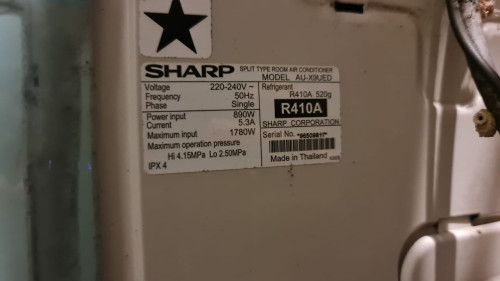 SHARP SPLIT TYPE ROOM AIR CONDITIONER
MODEL AU-X9UED
Voltage 220-240V ~
Frequency 50Hz
Phase Single
Power input 890W
Current 5.3A
Maximum input 1780W
Maximum operation pressure
Hi 4.15MPa Lo 2.50MPa
IPX 4
Refrigerant
R410A 520g
R410A
SHARP CORPORATION
Serial No.
Made in Thailand